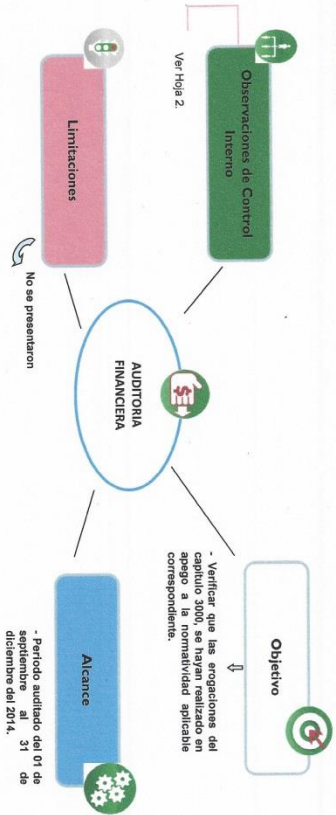 Observaciones de Control
Interno
Ver Hoja 2.
Objetivo
- Verificar que las erogaciones del
capítulo 3000, se hayan realizado en
apego a la normatividad aplicable
correspondiente.
AUDITORIA
FINANCIERA
$
Limitaciones
No se presentaron
Alcance
- Periodo auditado del 01 de
septiembre al 31 de
diciembre del 2014.